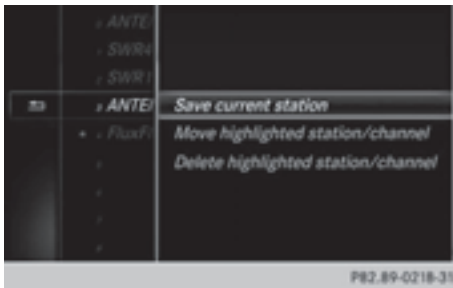 ANTE
SWR4
SWR1
ANTE
Save current station
FluxF
Move highlighted station/channel
Delete highlighted station/channel
P82.89-0218-31